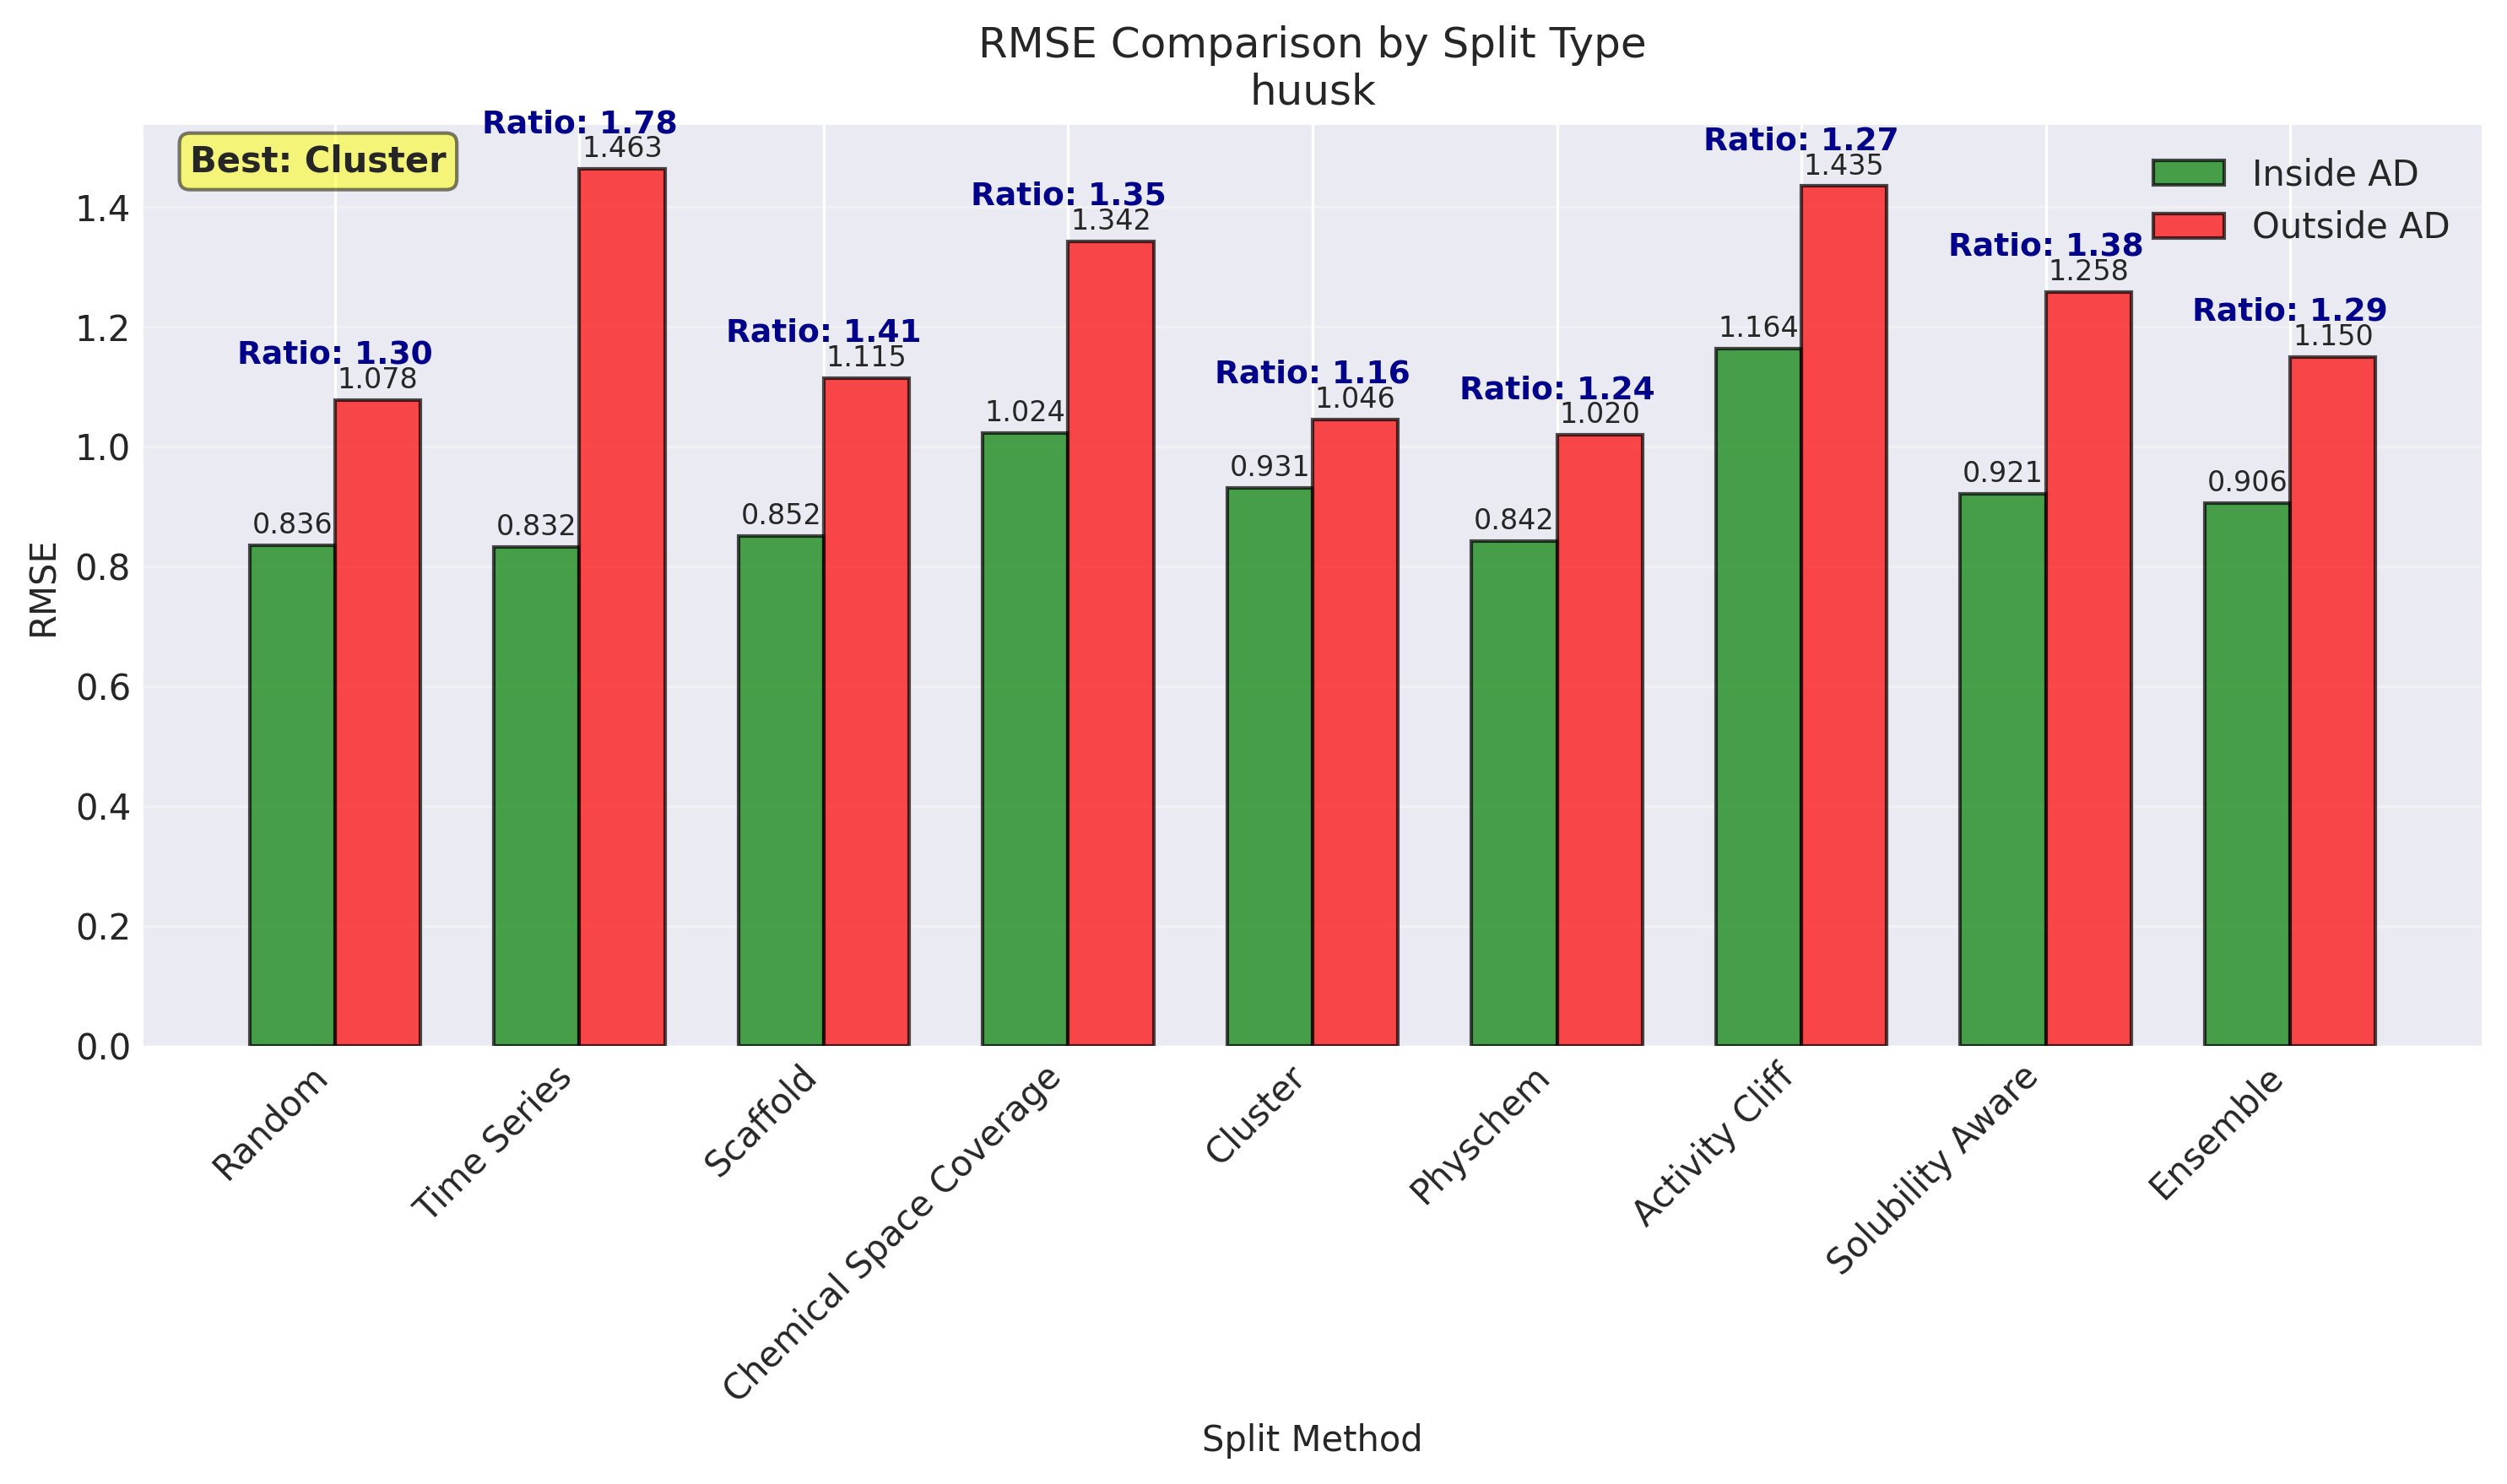 RMSE Comparison by Split Type
huusk
Best: Cluster
Inside AD
Outside AD
RMSE
1.4
1.2
1.0
0.8
0.6
0.4
0.2
0.0
Ratio: 1.30
1.078
0.836
Ratio: 1.78
1.463
0.832
Ratio: 1.41
1.115
0.852
Ratio: 1.35
1.342
1.024
Ratio: 1.16
1.046
0.931
Ratio: 1.24
1.020
0.842
Ratio: 1.27
1.435
1.164
Ratio: 1.38
1.258
0.921
Ratio: 1.29
1.150
0.906
Random
Time Series
Scaffold
Chemical Space Coverage
Cluster
Physchem
Activity Cliff
Solubility Aware
Ensemble
Split Method